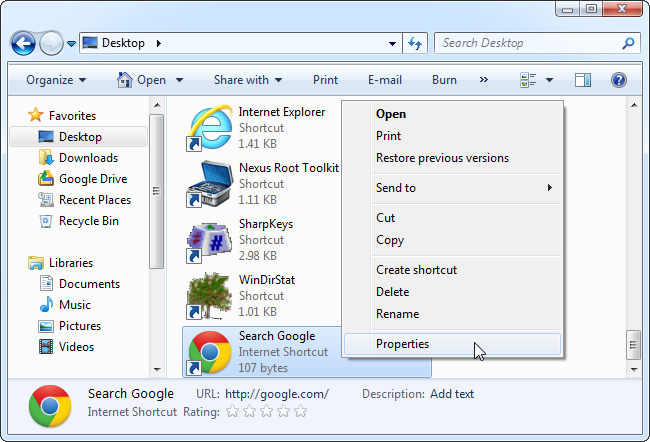 Desktop
Search Desktop
Organize Open Share with Print E-mail Burn »
Favorites
Desktop
Downloads
Google Drive
Recent Places
Recycle Bin
Libraries
Documents
Music
Pictures
Videos
Internet Explorer
Shortcut
1.41 KB
Nexus Root Toolkit
Shortcut
1.11 KB
SharpKeys
Shortcut
2.98 KB
#
WinDirStat
Shortcut
1.01 KB
Search Google
Internet Shortcut
107 bytes
Open
Print
Restore previous versions
Send to
Cut
Copy
Create shortcut
Delete
Rename
Properties
Search Google URL: http://google.com/ Description: Add text
Internet Shortcut Rating: